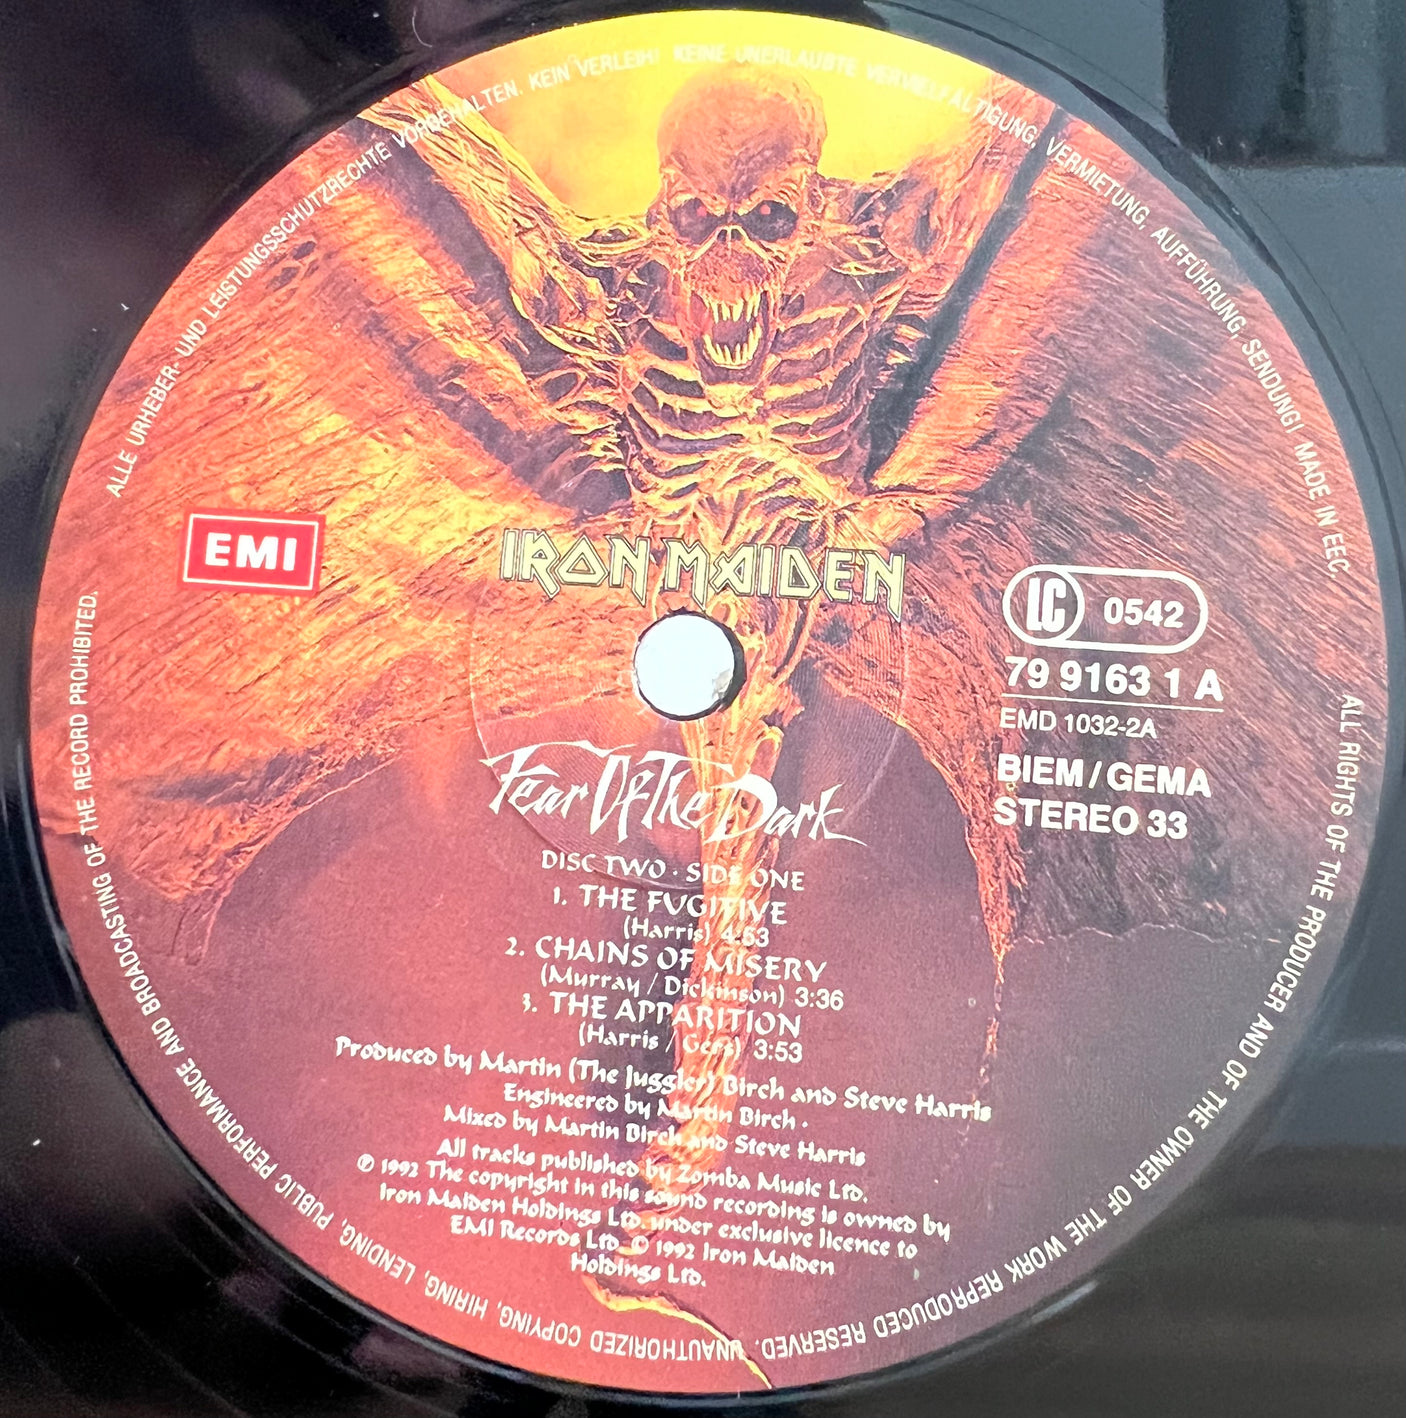 ALLE URHEBER- UND LEISTUNGSSCHUTZRECHTE VORBEHALTEN. KEIN VERLEIH! KEINE UNERLAUBTE VERVIELFÄLTIGUNG, VERMIETUNG, AUFFÜHRUNG, SENDUNG! MADE IN EEC.
EMI
IRON MAIDEN
LC 0542
79 9163 1 A
EMD 1032-2A
BIEM / GEMA
STEREO 33
Fear Of The Dark
DISC TWO · SIDE ONE
1. THE FUGITIVE
(Harris) 4:53
2. CHAINS OF MISERY
(Murray / Dickinson) 3:36
3. THE APPARITION
(Harris / Gers) 3:53
Produced by Martin (The Juggler) Birch and Steve Harris
Engineered by Martin Birch ·
Mixed by Martin Birch and Steve Harris
All tracks published by Zomba Music Ltd.
℗ 1992 The copyright in this sound recording is owned by
Iron Maiden Holdings Ltd. under exclusive licence to
EMI Records Ltd. © 1992 Iron Maiden
Holdings Ltd.
ALL RIGHTS OF THE PRODUCER AND OF THE OWNER OF THE WORK REPRODUCED RESERVED. UNAUTHORIZED COPYING, HIRING, LENDING, PUBLIC PERFORMANCE AND BROADCASTING OF THE RECORD PROHIBITED.